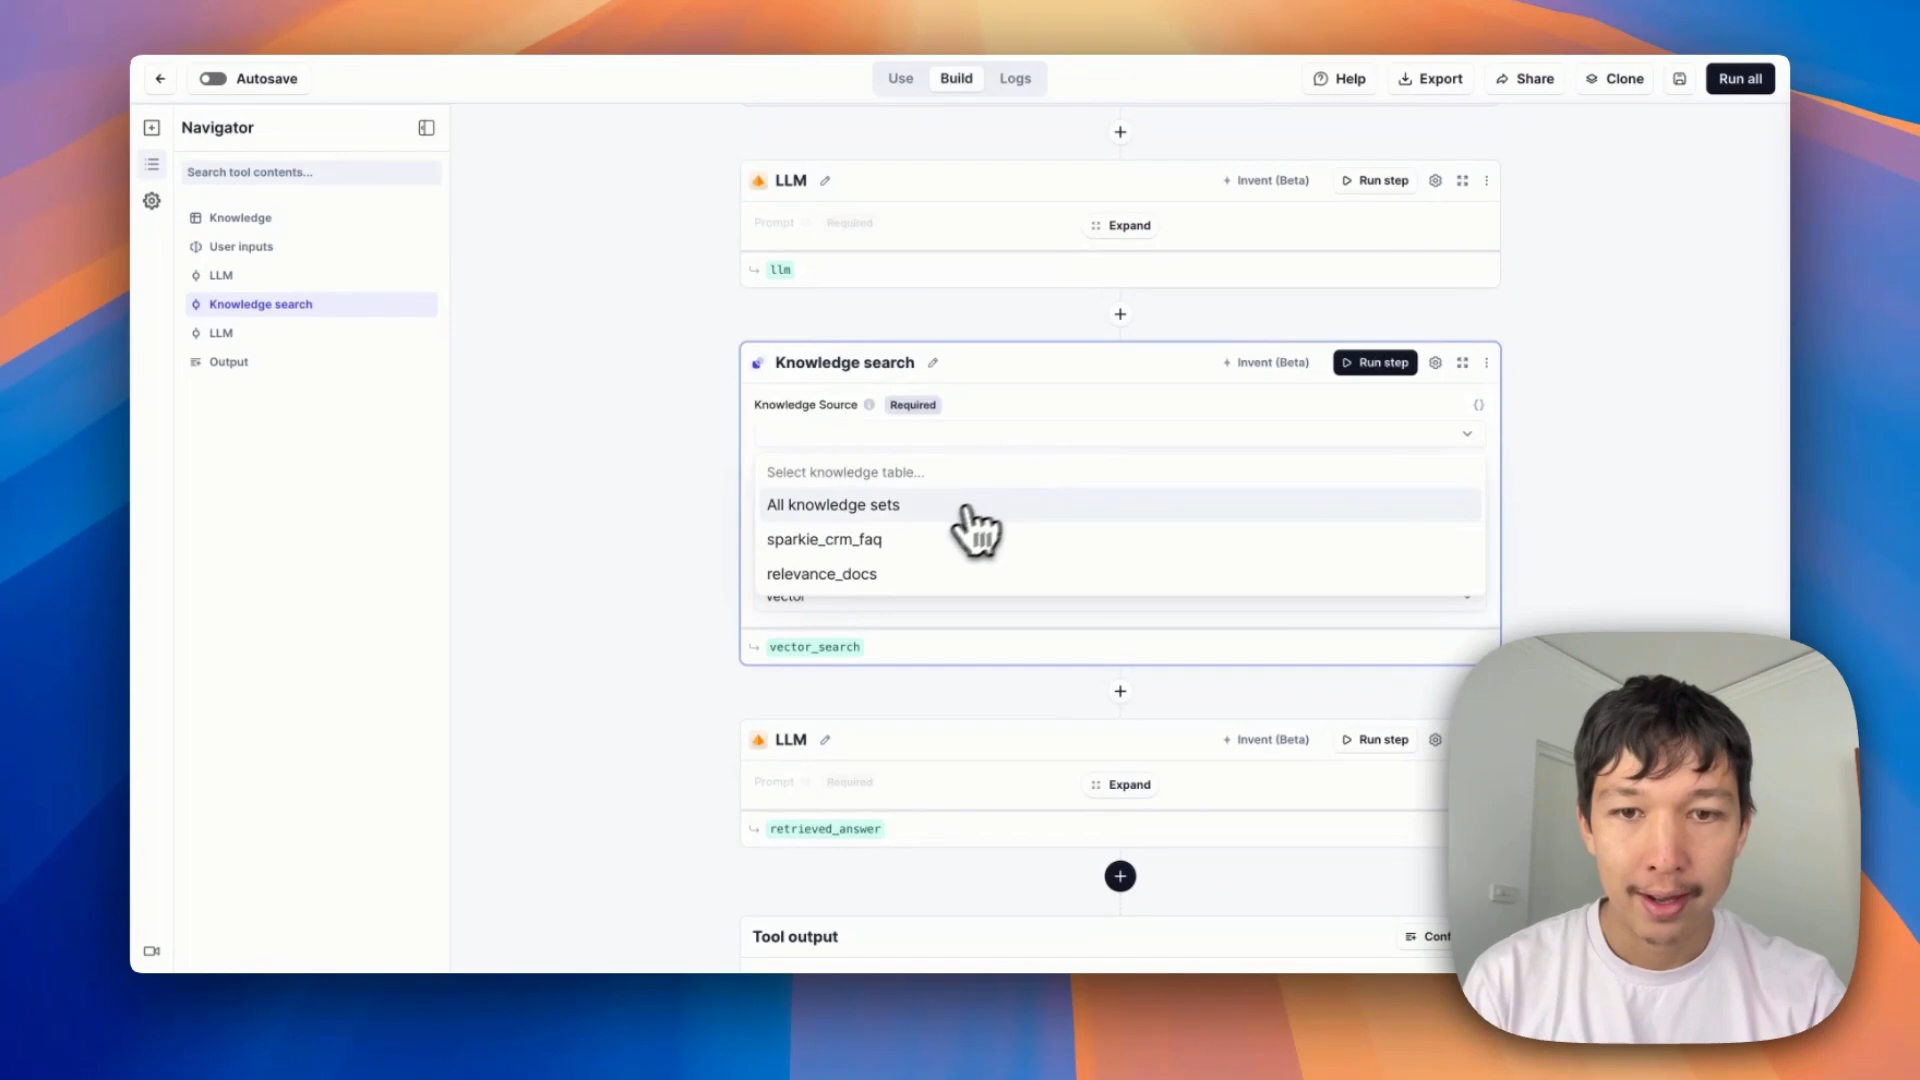 Autosave
Use Build Logs
Help Export Share Clone Run all
Navigator
Search tool contents...
Knowledge
User inputs
LLM
Knowledge search
LLM
Output
LLM
+ Invent (Beta)
Run step
Prompt Required
Expand
llm
Knowledge search
+ Invent (Beta)
Run step
Knowledge Source Required
{}
Select knowledge table...
All knowledge sets
sparkie_crm_faq
relevance_docs
vector
vector_search
LLM
+ Invent (Beta)
Run step
Prompt Required
Expand
retrieved_answer
Tool output
Conf